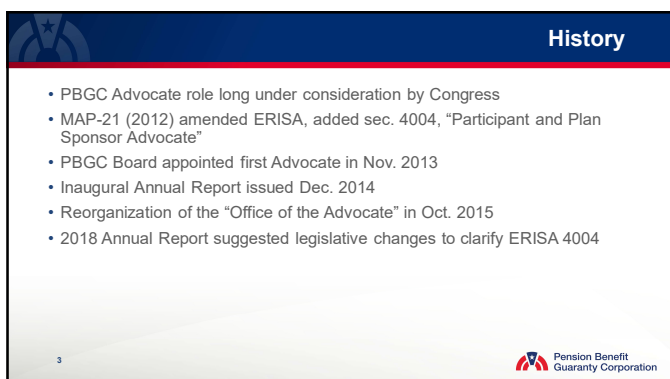 History
• PBGC Advocate role long under consideration by Congress
• MAP-21 (2012) amended ERISA, added sec. 4004, “Participant and Plan
Sponsor Advocate”
• PBGC Board appointed first Advocate in Nov. 2013
• Inaugural Annual Report issued Dec. 2014
• Reorganization of the “Office of the Advocate” in Oct. 2015
• 2018 Annual Report suggested legislative changes to clarify ERISA 4004
3
Pension Benefit
Guaranty Corporation